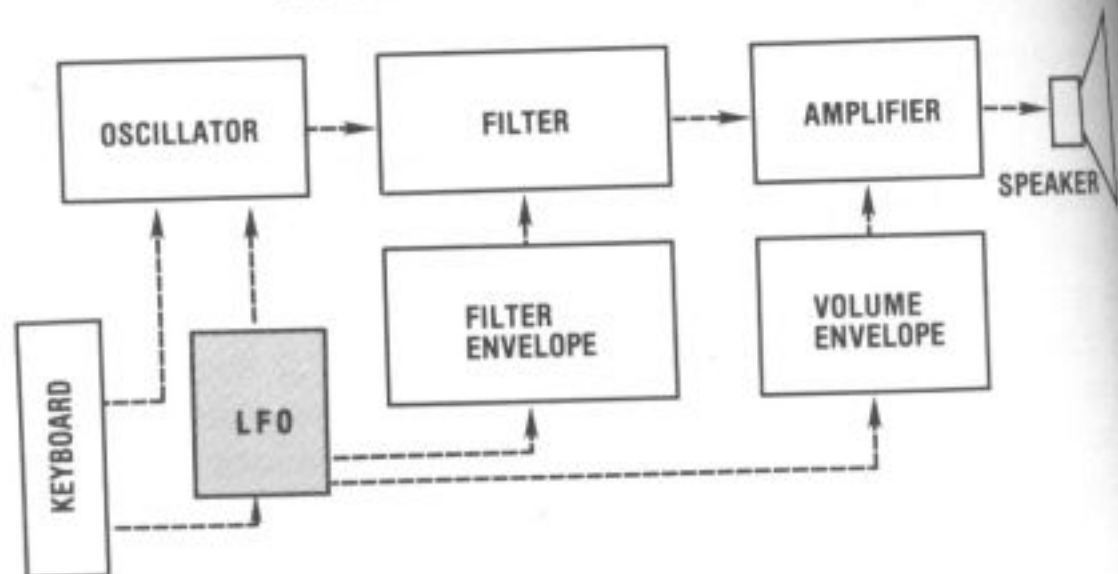 OSCILLATOR
FILTER
AMPLIFIER
SPEAKER
FILTER
ENVELOPE
VOLUME
ENVELOPE
KEYBOARD
LFO